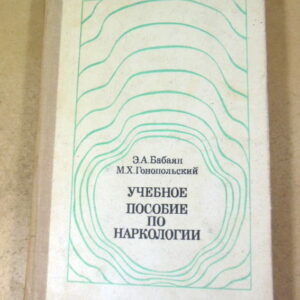 Э.А.Бабаян
М.Х.Гонопольский
УЧЕБНОЕ
ПОСОБИЕ
ПО
НАРКОЛОГИИ